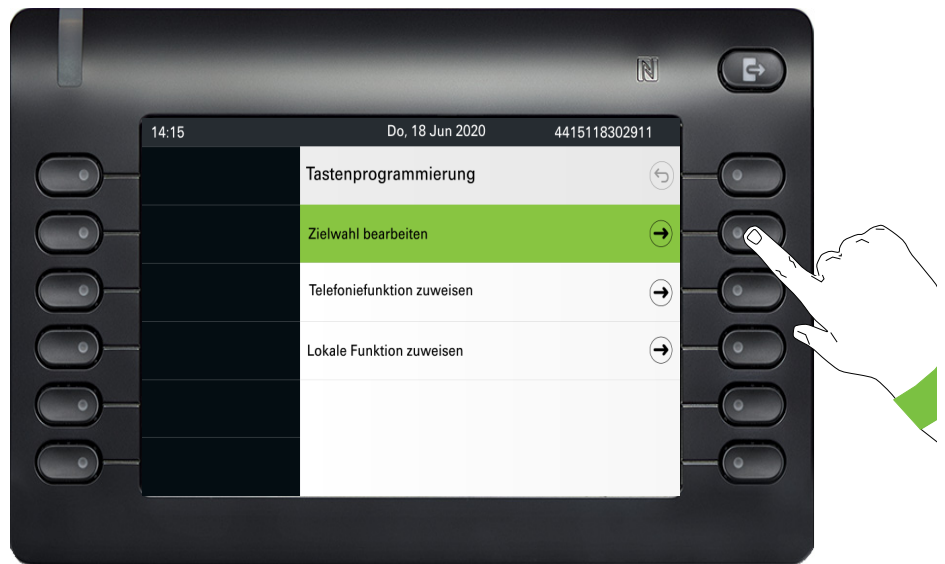 14:15 Do, 18 Jun 2020 4415118302911
Tastenprogrammierung
Zielwahl bearbeiten
Telefoniefunktion zuweisen
Lokale Funktion zuweisen